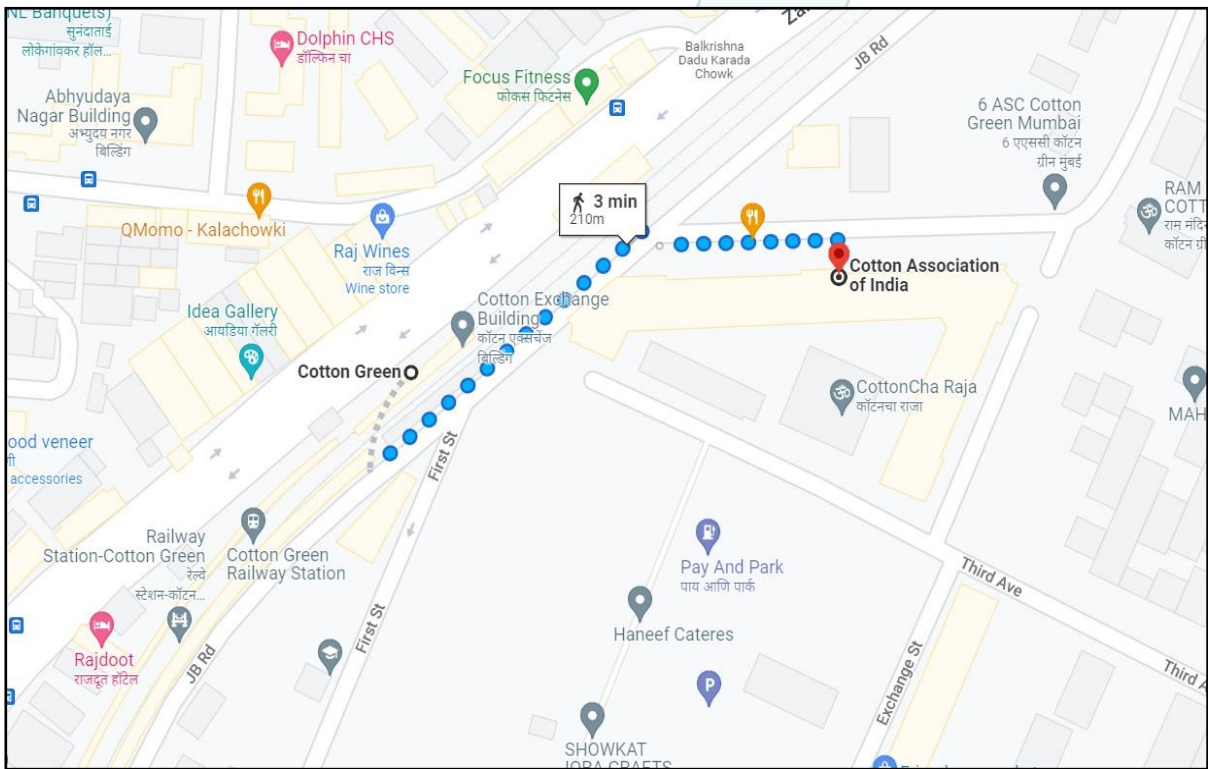 NL Banquets)
सुनंदाताई
लोकेगांवकर हॉल...
Dolphin CHS
डॉल्फिन चा
Focus Fitness
फोकस फिटनेस
Balkrishna
Dadu Karada
Chowk
JB Rd
Abhyudaya
Nagar Building
अभ्युदय नगर
बिल्डिंग
6 ASC Cotton
Green Mumbai
6 एएससी कॉटन
ग्रीन मुंबई
RAM
COTT
राम मंदि
कॉटन ग्री
3 min
210m
QMomo - Kalachowki
Raj Wines
राज विन्स
Wine store
Cotton Association
of India
Idea Gallery
आयडिया गॅलरी
Cotton Exchange
Building
कॉटन एक्सचेंज
बिल्डिंग
Cotton Green
CottonCha Raja
कॉटनचा राजा
MAH
ood veneer
accessories
First St
Railway
Station-Cotton Green
रेल्वे
स्टेशन-कॉटन...
Cotton Green
Railway Station
Pay And Park
पाय आणि पार्क
Third Ave
Haneef Cateres
First St
Rajdoot
राजदूत हॉटेल
JB Rd
P
Third A
Exchange St
SHOWKAT